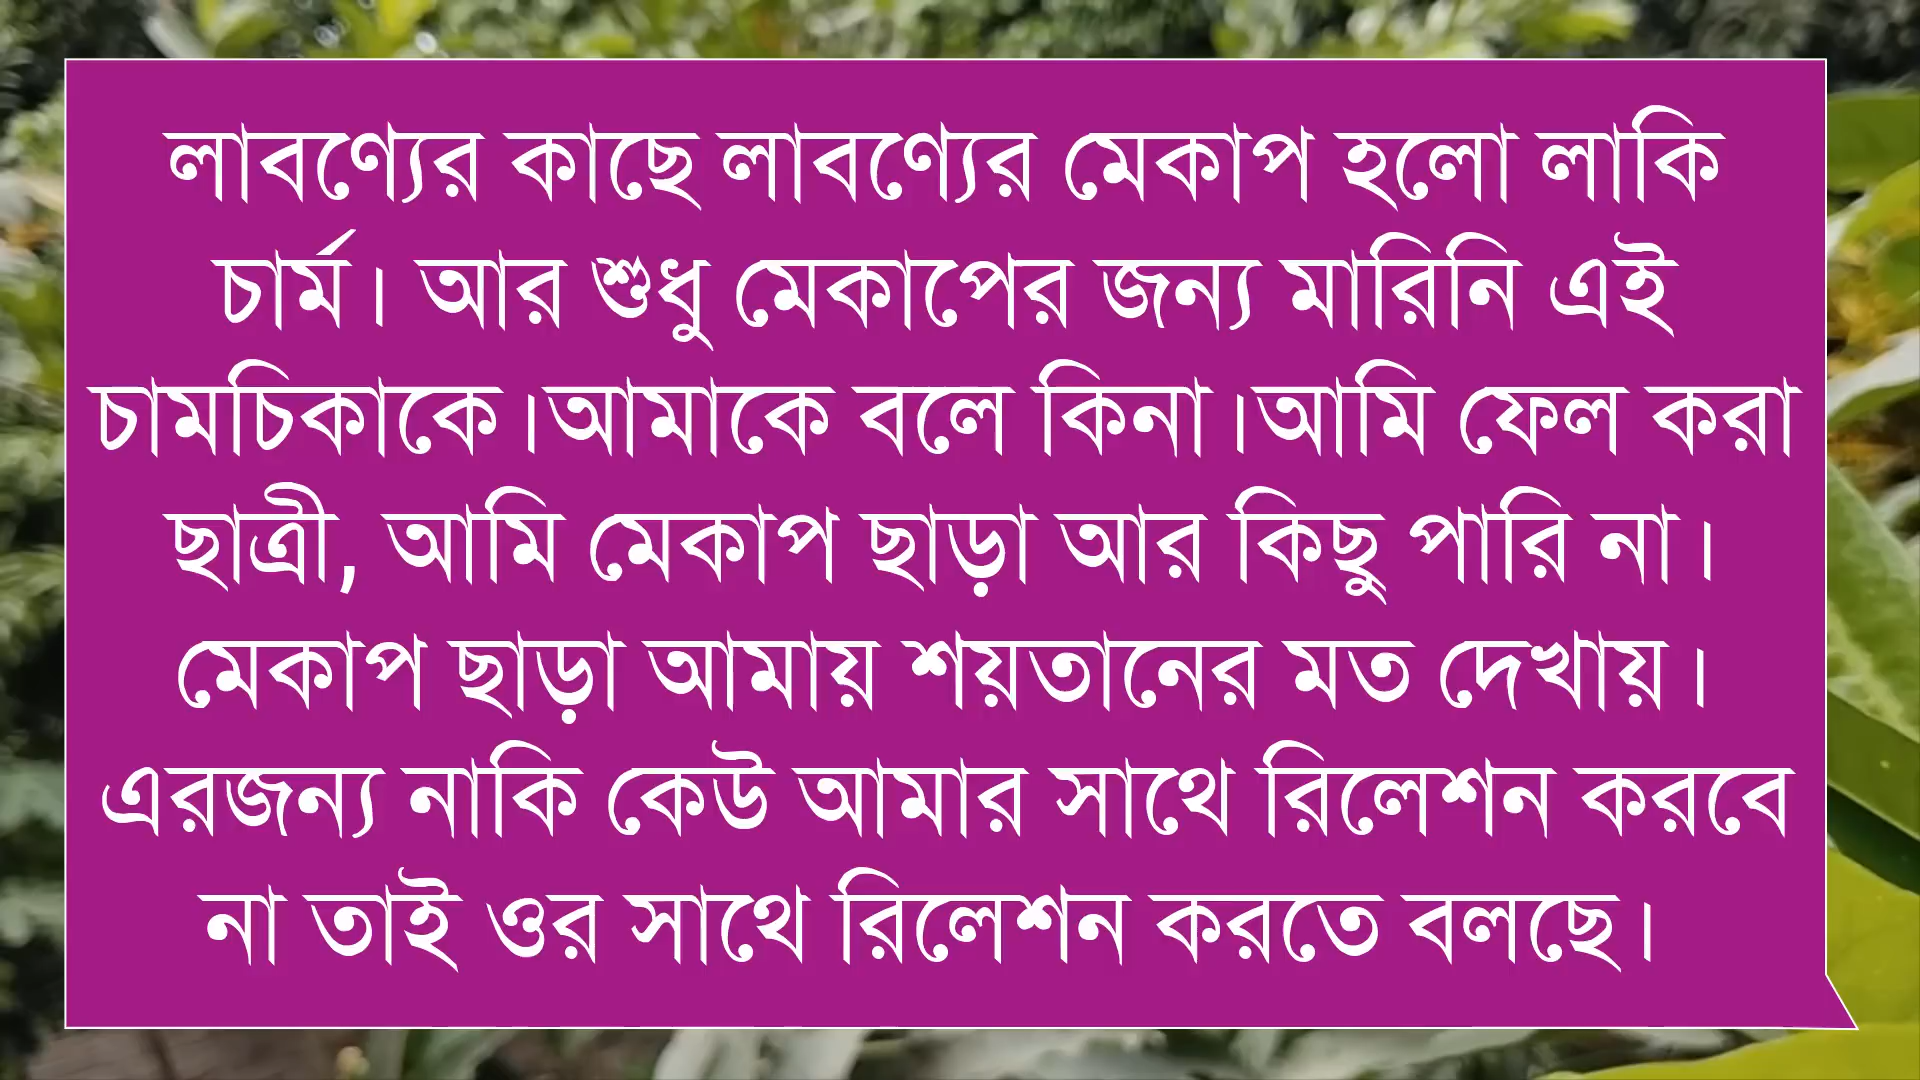 লাবণ্যের কাছে লাবণ্যের মেকাপ হলো লাকি
চার্ম। আর শুধু মেকাপের জন্য মারিনি এই
চামচিকাকে।আমাকে বলে কিনা।আমি ফেল করা
ছাত্রী, আমি মেকাপ ছাড়া আর কিছু পারি না।
মেকাপ ছাড়া আমায় শয়তানের মত দেখায়।
এরজন্য নাকি কেউ আমার সাথে রিলেশন করবে
না তাই ওর সাথে রিলেশন করতে বলছে।